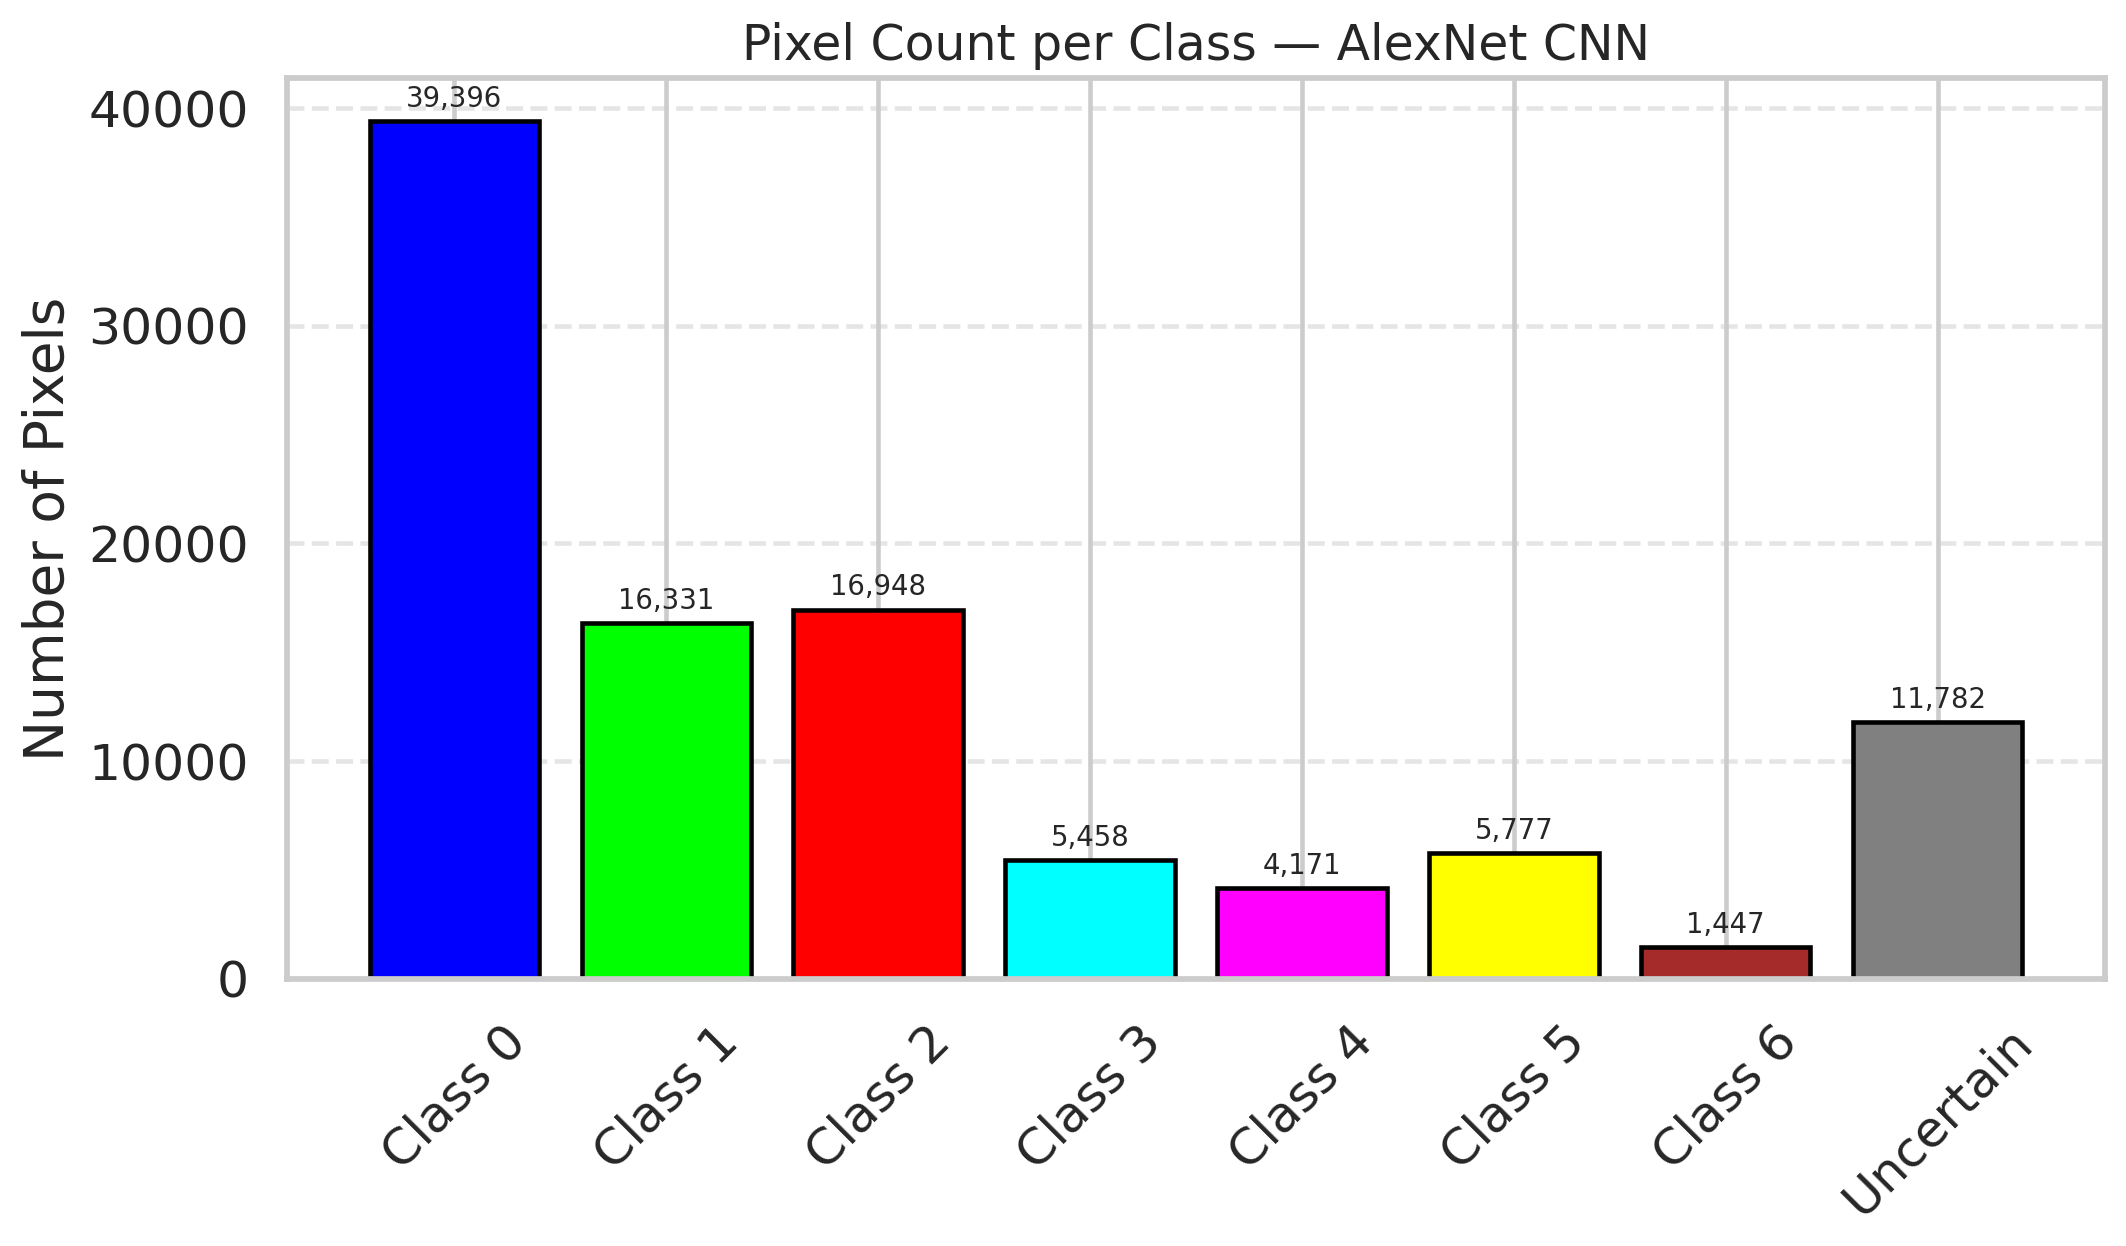 Pixel Count per Class — AlexNet CNN
Number of Pixels
40000
30000
20000
10000
0
39,396
16,331
16,948
5,458
4,171
5,777
1,447
11,782
Class 0
Class 1
Class 2
Class 3
Class 4
Class 5
Class 6
Uncertain